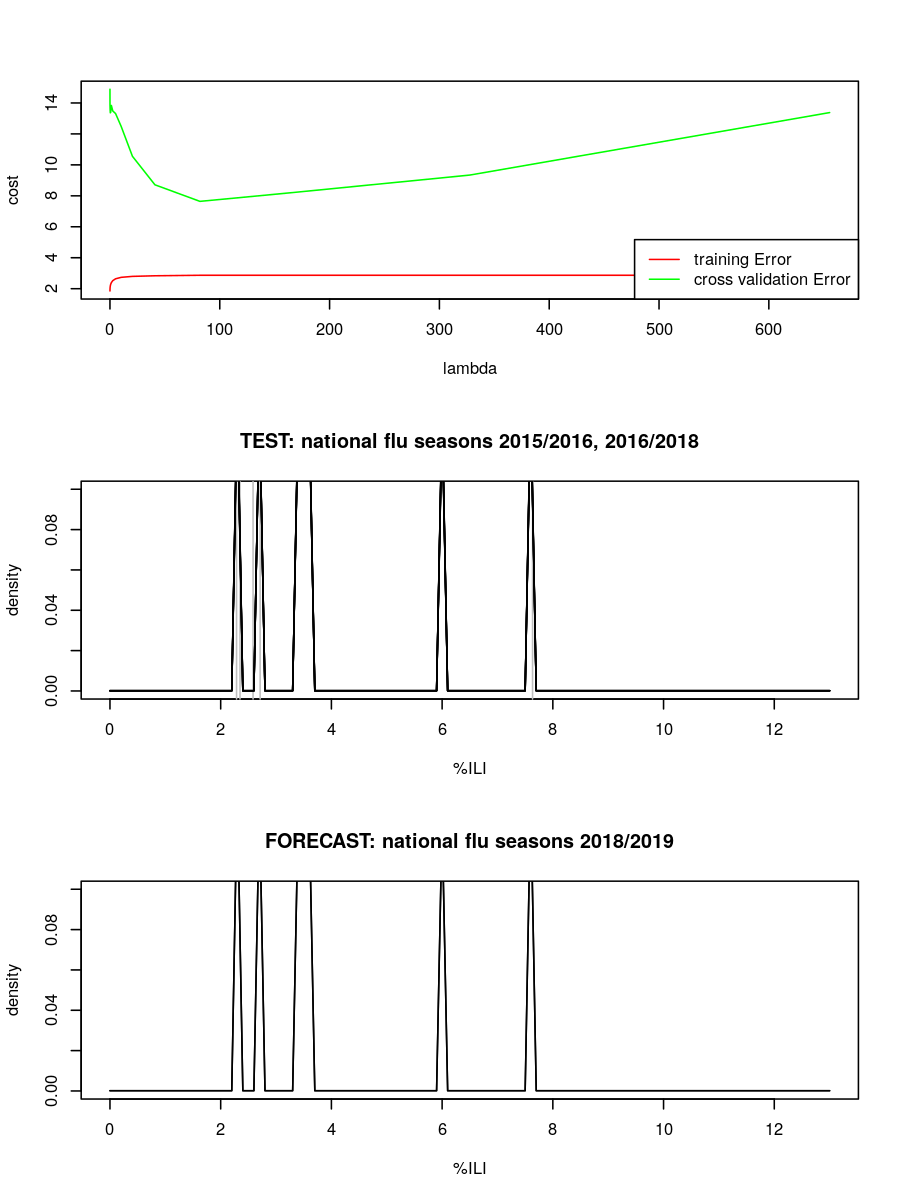 14
10
8
6
4
2
cost
training Error
cross validation Error
0 100 200 300 400 500 600
lambda
TEST: national flu seasons 2015/2016, 2016/2018
0.08
0.04
0.00
density
0 2 4 6 8 10 12
%ILI
FORECAST: national flu seasons 2018/2019
0.08
0.04
0.00
density
0 2 4 6 8 10 12
%ILI